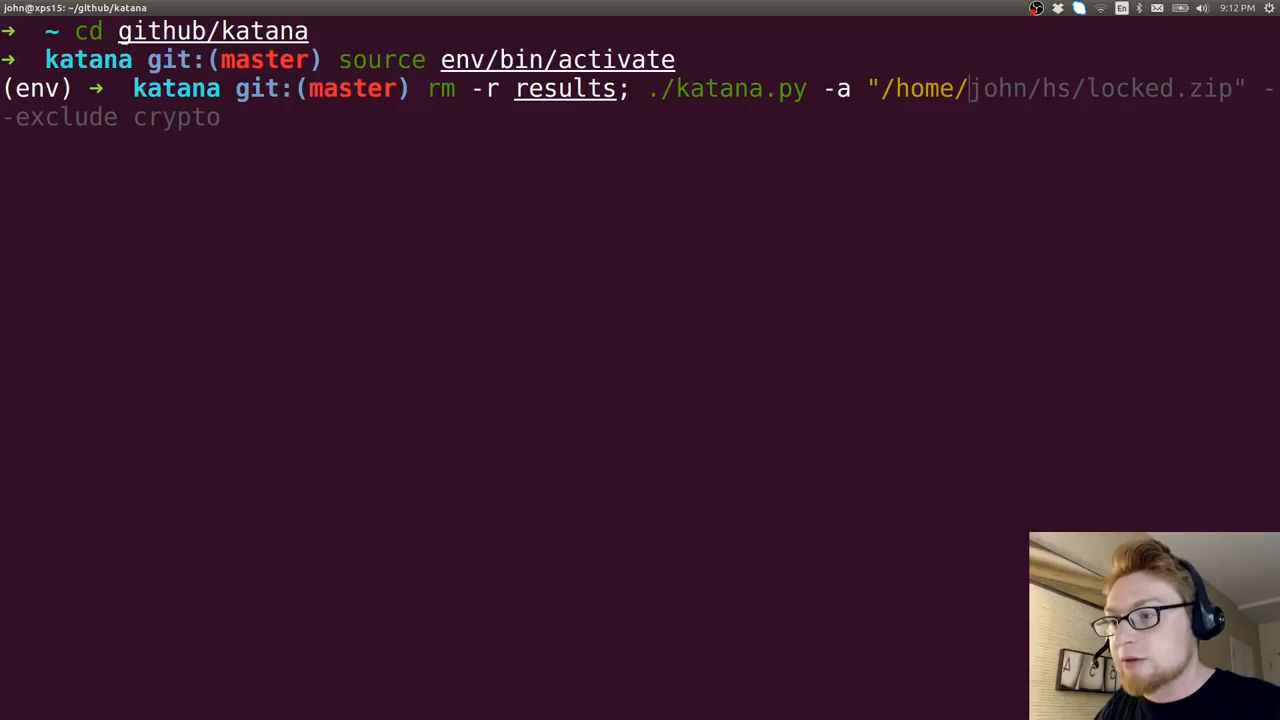 john@xps15: ~/github/katana
En
9:12 PM
➜ ~ cd github/katana
➜ katana git:(master) source env/bin/activate
(env) ➜ katana git:(master) rm -r results; ./katana.py -a "/home/john/hs/locked.zip" -
-exclude crypto